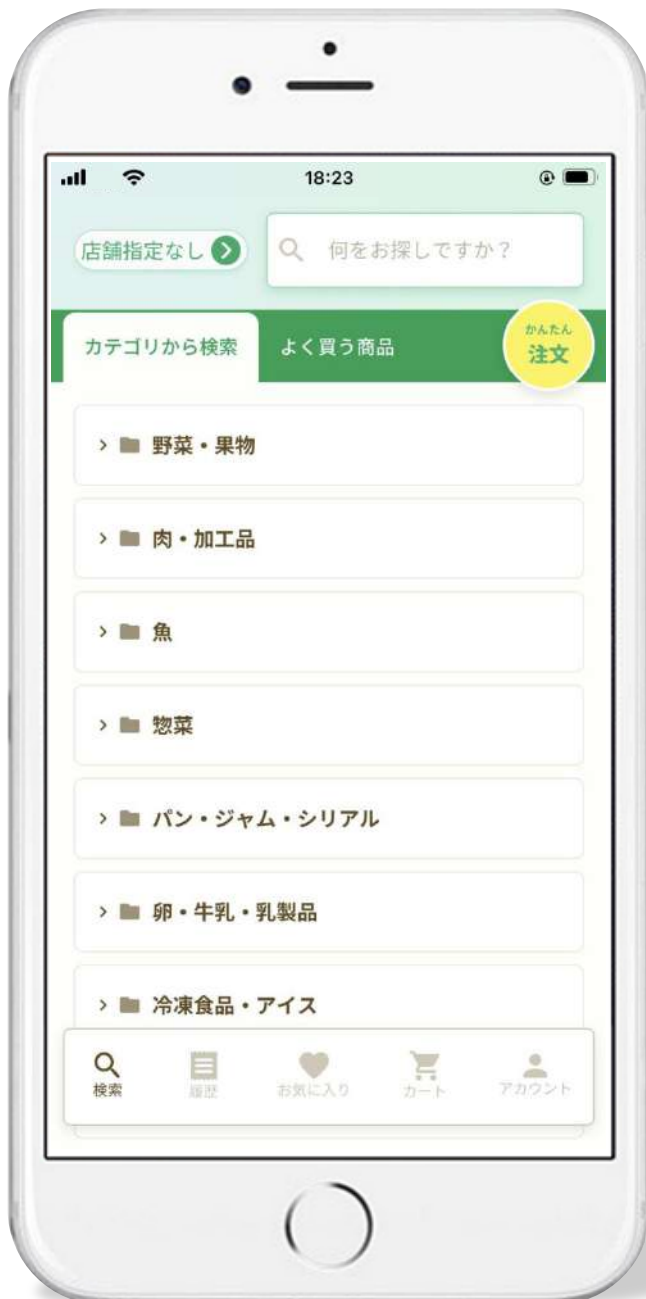 18:23
店舗指定なし
何をお探しですか？
カテゴリから検索
よく買う商品
かんたん
注文
野菜・果物
肉・加工品
魚
惣菜
パン・ジャム・シリアル
卵・牛乳・乳製品
冷凍食品・アイス
検索
履歴
お気に入り
カート
アカウント